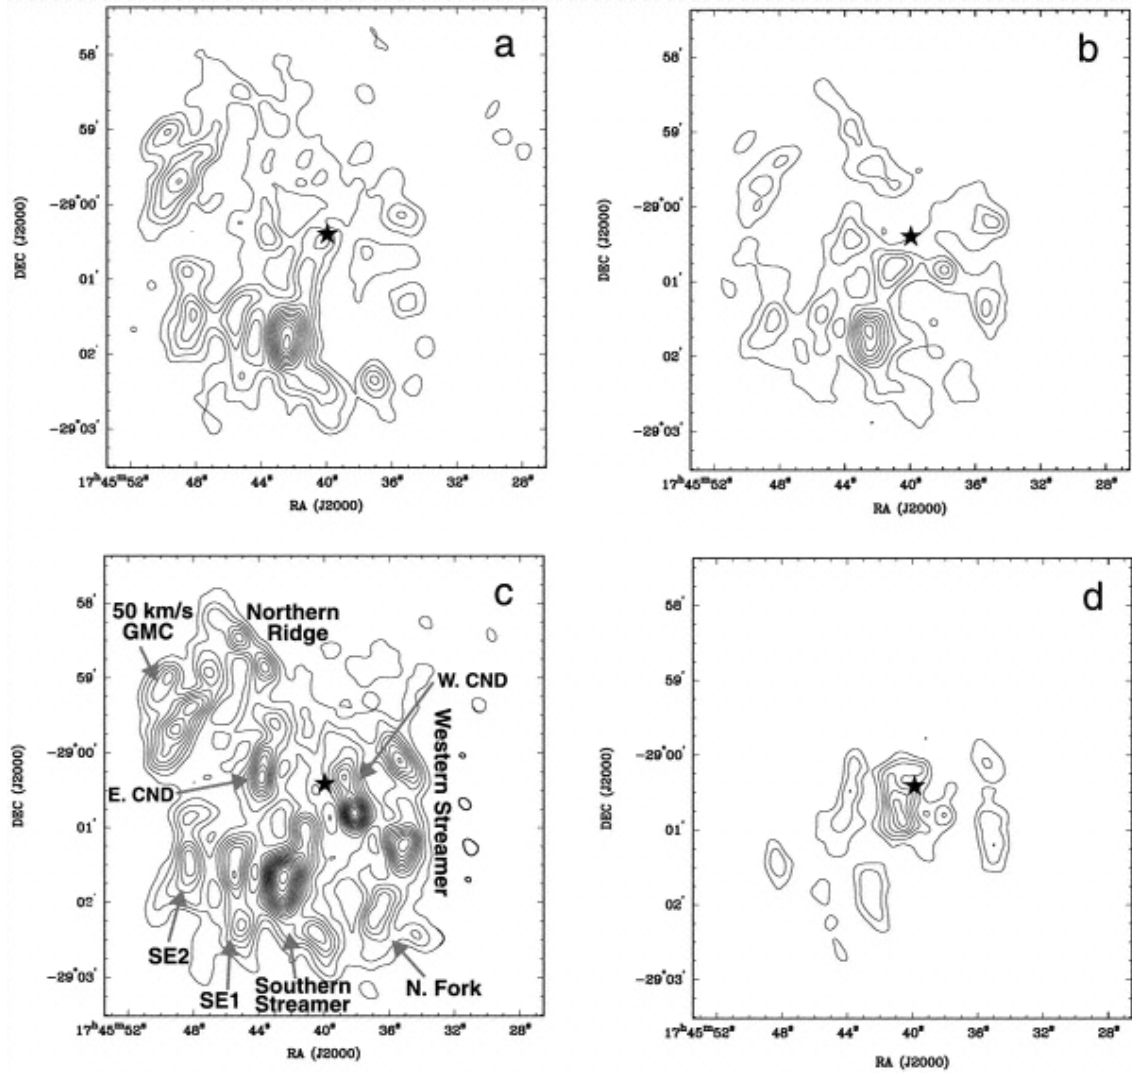 a
58'
59'
-29°00'
01'
02'
-29°03'
DEC (J2000)
17ʰ45ᵐ52ˢ 48ˢ 44ˢ 40ˢ 36ˢ 32ˢ 28ˢ
RA (J2000)
b
58'
59'
-29°00'
01'
02'
-29°03'
DEC (J2000)
17ʰ45ᵐ52ˢ 48ˢ 44ˢ 40ˢ 36ˢ 32ˢ 28ˢ
RA (J2000)
c
50 km/s
GMC
Northern
Ridge
W. CND
E. CND
Western Streamer
SE2
SE1
Southern
Streamer
N. Fork
58'
59'
-29°00'
01'
02'
-29°03'
DEC (J2000)
17ʰ45ᵐ52ˢ 48ˢ 44ˢ 40ˢ 36ˢ 32ˢ 28ˢ
RA (J2000)
d
58'
59'
-29°00'
01'
02'
-29°03'
DEC (J2000)
17ʰ45ᵐ52ˢ 48ˢ 44ˢ 40ˢ 36ˢ 32ˢ 28ˢ
RA (J2000)